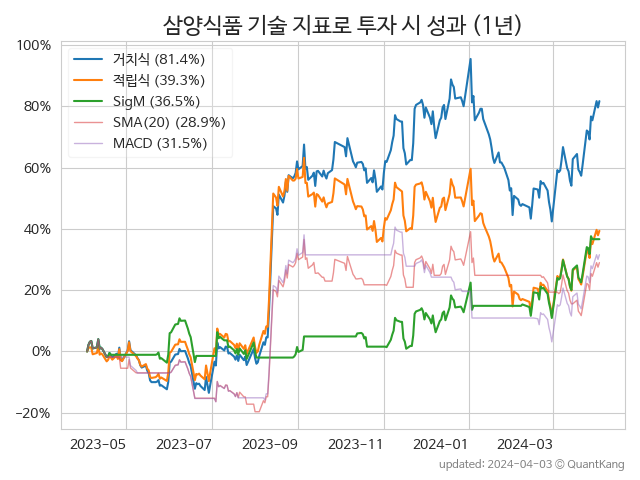 삼양식품 기술 지표로 투자 시 성과 (1년)
100%
80%
60%
40%
20%
0%
−20%
거치식 (81.4%)
적립식 (39.3%)
SigM (36.5%)
SMA(20) (28.9%)
MACD (31.5%)
2023-05 2023-07 2023-09 2023-11 2024-01 2024-03
updated: 2024-04-03 © QuantKang